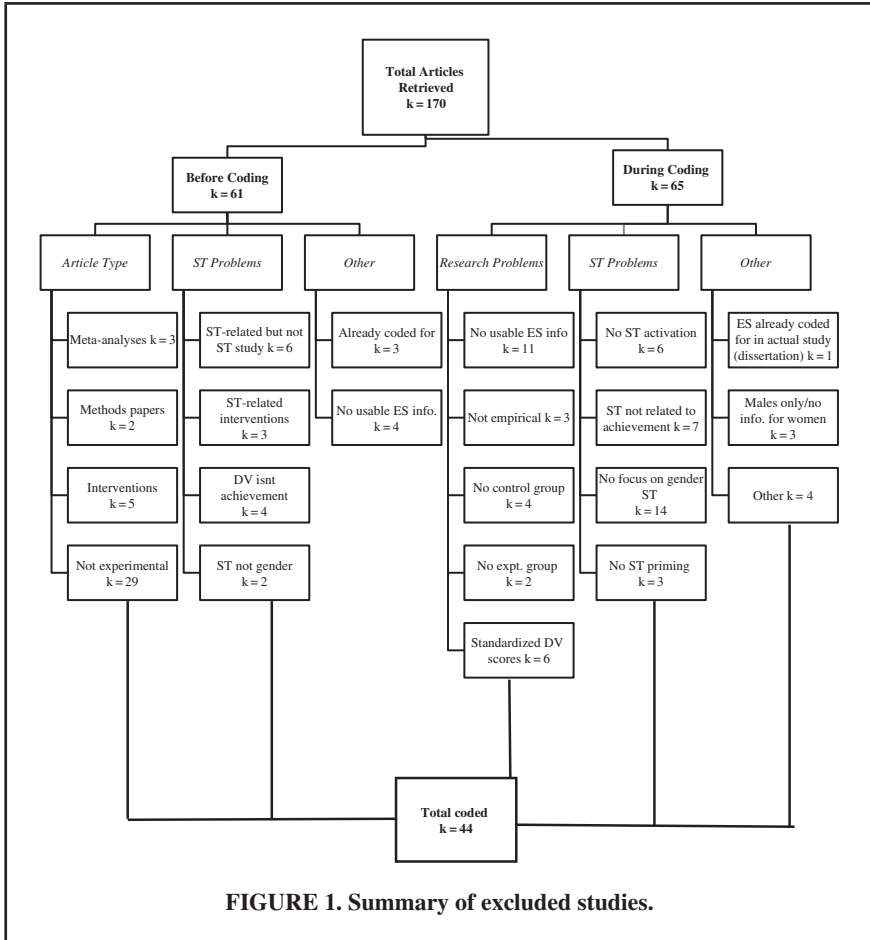 Total Articles
Retrieved
k = 170
Before Coding
k = 61
During Coding
k = 65
Article Type
ST Problems
Other
Research Problems
ST Problems
Other
Meta-analyses k = 3
Methods papers
k = 2
Interventions
k = 5
Not experimental
k = 29
ST-related but not
ST study k = 6
ST-related
interventions
k = 3
DV isnt
achievement
k = 4
ST not gender
k = 2
Already coded for
k = 3
No usable ES info.
k = 4
No usable ES info
k = 11
Not empirical k = 3
No control group
k = 4
No expt. group
k = 2
Standardized DV
scores k = 6
No ST activation
k = 6
ST not related to
achievement k = 7
No focus on gender
ST
k = 14
No ST priming
k = 3
ES already coded
for in actual study
(dissertation) k = 1
Males only/no
info. for women
k = 3
Other k = 4
Total coded
k = 44
FIGURE 1. Summary of excluded studies.